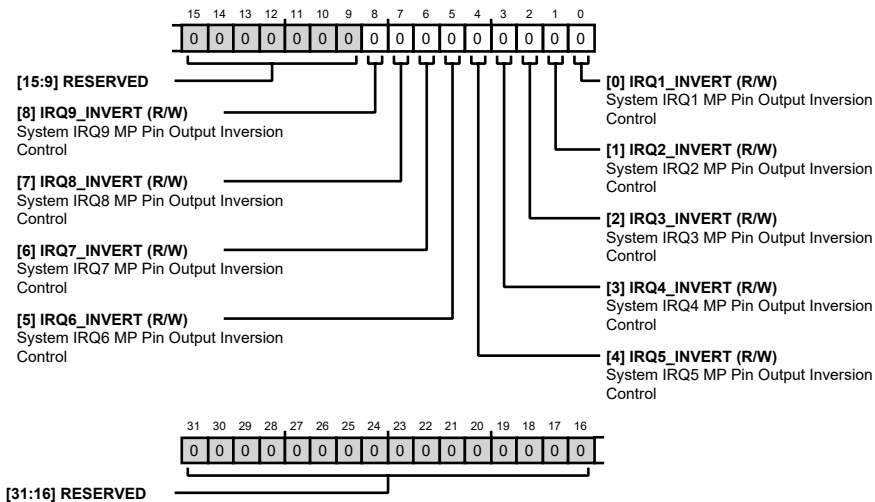 15 14 13 12 11 10 9 8 7 6 5 4 3 2 1 0
0 0 0 0 0 0 0 0 0 0 0 0 0 0 0 0
[15:9] RESERVED
[8] IRQ9_INVERT (R/W)
System IRQ9 MP Pin Output Inversion
Control
[7] IRQ8_INVERT (R/W)
System IRQ8 MP Pin Output Inversion
Control
[6] IRQ7_INVERT (R/W)
System IRQ7 MP Pin Output Inversion
Control
[5] IRQ6_INVERT (R/W)
System IRQ6 MP Pin Output Inversion
Control
[0] IRQ1_INVERT (R/W)
System IRQ1 MP Pin Output Inversion
Control
[1] IRQ2_INVERT (R/W)
System IRQ2 MP Pin Output Inversion
Control
[2] IRQ3_INVERT (R/W)
System IRQ3 MP Pin Output Inversion
Control
[3] IRQ4_INVERT (R/W)
System IRQ4 MP Pin Output Inversion
Control
[4] IRQ5_INVERT (R/W)
System IRQ5 MP Pin Output Inversion
Control
31 30 29 28 27 26 25 24 23 22 21 20 19 18 17 16
0 0 0 0 0 0 0 0 0 0 0 0 0 0 0 0
[31:16] RESERVED